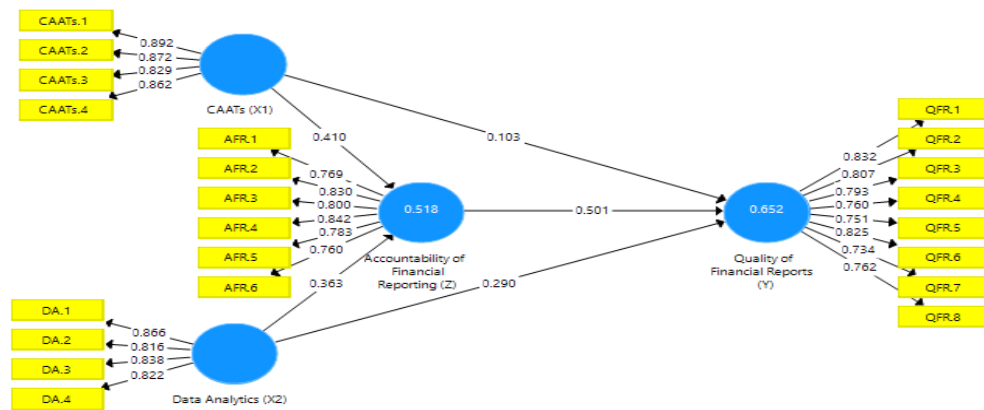 CAATs.1
CAATs.2
CAATs.3
CAATs.4
0.892
0.872
0.829
0.862
CAATs (X1)
0.410
0.103
AFR.1
AFR.2
AFR.3
AFR.4
AFR.5
AFR.6
0.769
0.830
0.800
0.842
0.783
0.760
0.518
Accountability of
Financial
Reporting (Z)
0.501
0.363
0.290
0.652
Quality of
Financial Reports
(Y)
0.832
0.807
0.793
0.760
0.751
0.825
0.734
0.762
QFR.1
QFR.2
QFR.3
QFR.4
QFR.5
QFR.6
QFR.7
QFR.8
DA.1
DA.2
DA.3
DA.4
0.866
0.816
0.838
0.822
Data Analytics (X2)